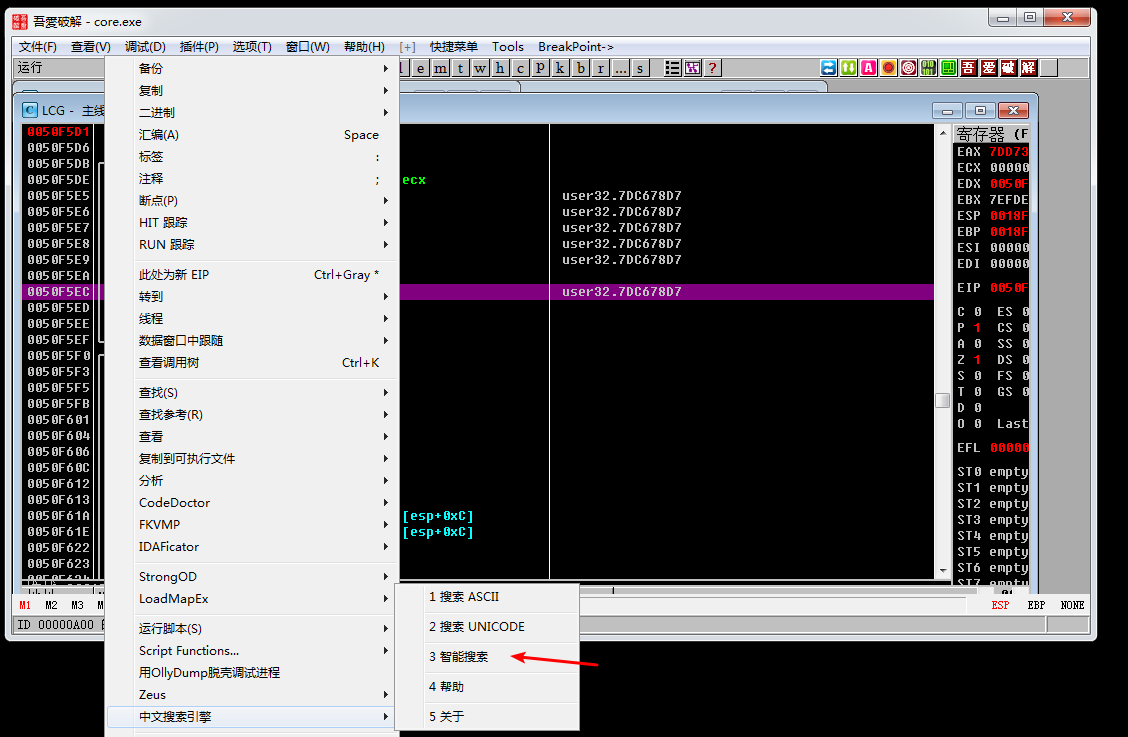 吾愛破解 - core.exe
文件(F) 查看(V) 调试(D) 插件(P) 选项(T) 窗口(W) 帮助(H) [+] 快捷菜单 Tools BreakPoint->
运行
l e m t w h c P k b r ... s ?
A 吾 爱 破 解
C LCG - 主线
备份
复制
二进制
汇编(A) Space
标签 :
注释 ;
断点(P)
HIT 跟踪
RUN 跟踪
此处为新 EIP Ctrl+Gray *
转到
线程
数据窗口中跟随
查看调用树 Ctrl+K
查找(S)
查找参考(R)
查看
复制到可执行文件
分析
CodeDoctor
FKVMP
IDAFicator
StrongOD
LoadMapEx
运行脚本(S)
Script Functions...
用OllyDump脱壳调试进程
Zeus
中文搜索引擎
1 搜索 ASCII
2 搜索 UNICODE
3 智能搜索
4 帮助
5 关于
0050F5D1
0050F5D6
0050F5DB
0050F5DE ecx
0050F5E5 user32.7DC678D7
0050F5E6 user32.7DC678D7
0050F5E7 user32.7DC678D7
0050F5E8 user32.7DC678D7
0050F5E9 user32.7DC678D7
0050F5EA
0050F5EC user32.7DC678D7
0050F5ED
0050F5EE
0050F5EF
0050F5F0
0050F5F3
0050F5F5
0050F5FB
0050F601
0050F604
0050F606
0050F60C
0050F612
0050F613
0050F61A [esp+0xC]
0050F61E [esp+0xC]
0050F622
0050F623
寄存器 (F
EAX 7DD73
ECX 00000
EDX 0050F
EBX 7EFDE
ESP 0018F
EBP 0018F
ESI 00000
EDI 00000
EIP 0050F
C 0 ES 0
P 1 CS 0
A 0 SS 0
Z 1 DS 0
S 0 FS 0
T 0 GS 0
D 0
O 0 Last
EFL 00000
ST0 empty
ST1 empty
ST2 empty
ST3 empty
ST4 empty
ST5 empty
ST6 empty
ST7 empty
M1 M2 M3 M
ESP EBP NONE
ID 00000A00